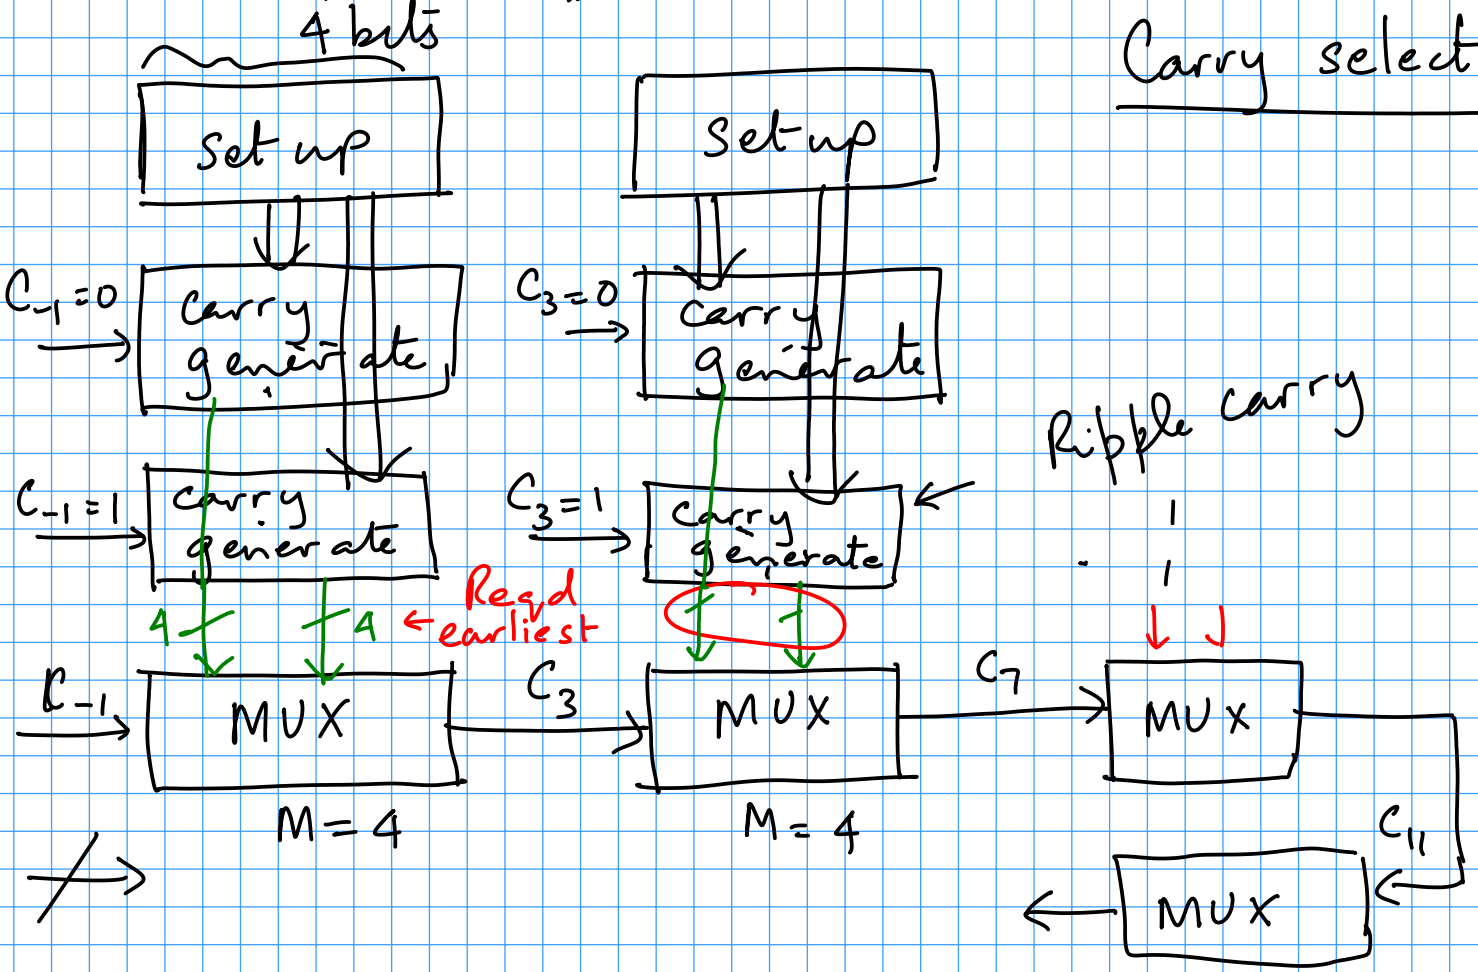 4 bits
Carry select
Set up
Set up
C-1 = 0
Carry
generate
C3 = 0
Carry
generate
Ripple carry
C-1 = 1
Carry
generate
C3 = 1
Carry
generate
4
4
Reqd
earliest
C-1
MUX
C3
MUX
C7
MUX
M = 4
M = 4
C11
MUX